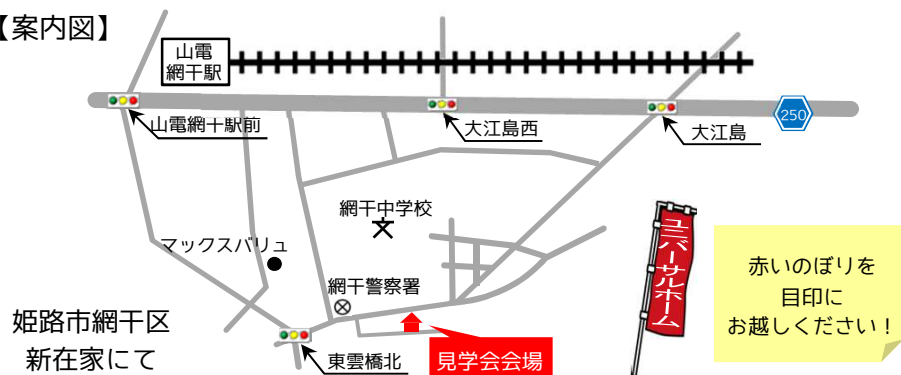 【案内図】
山電
網干駅
山電網干駅前
大江島西
大江島
250
網干中学校
マックスバリュ
網干警察署
ユニバーサルホーム
赤いのぼりを
目印に
お越しください！
姫路市網干区
新在家にて
東雲橋北
見学会会場